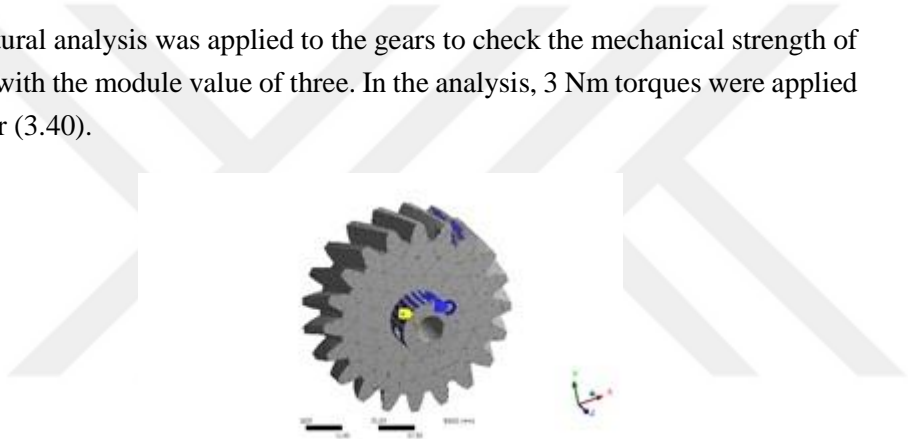 tural analysis was applied to the gears to check the mechanical strength of
with the module value of three. In the analysis, 3 Nm torques were applied
r (3.40).